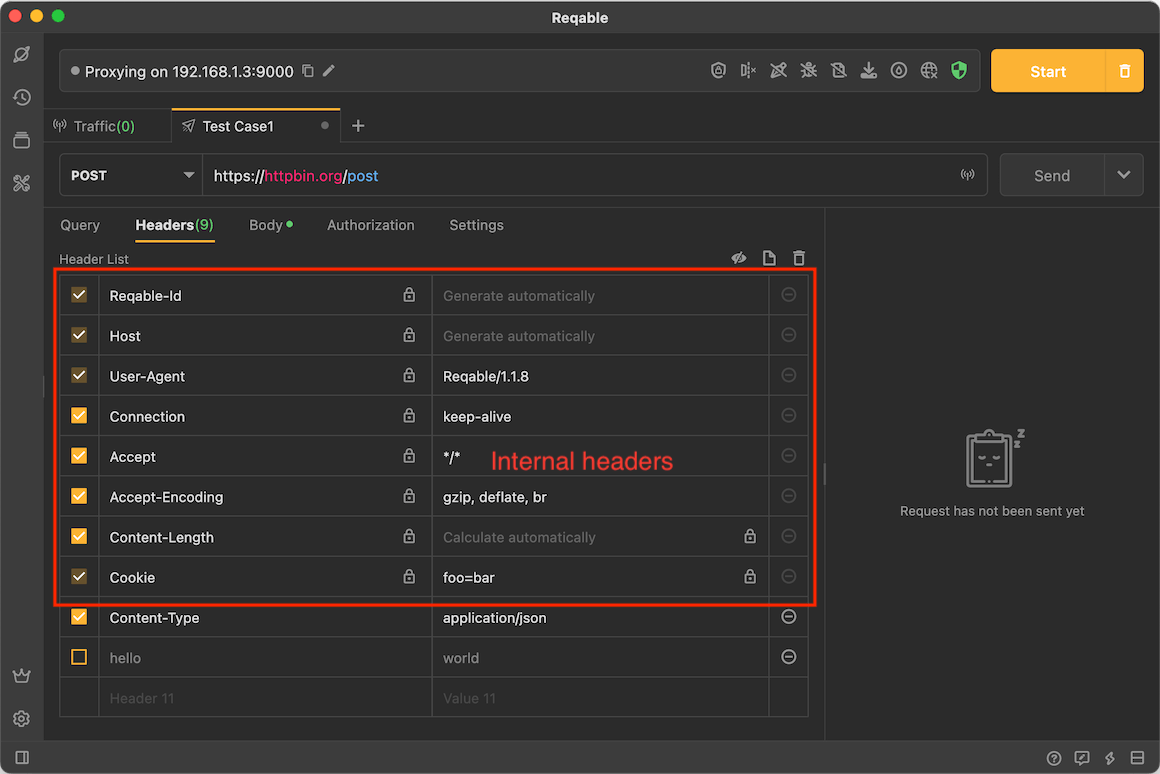 Reqable
Proxying on 192.168.1.3:9000
Start
Traffic(0)
Test Case1
POST
https://httpbin.org/post
Send
Query
Headers(9)
Body
Authorization
Settings
Header List
Reqable-Id
Generate automatically
Host
Generate automatically
User-Agent
Reqable/1.1.8
Connection
keep-alive
Accept
*/*
Internal headers
Accept-Encoding
gzip, deflate, br
Content-Length
Calculate automatically
Cookie
foo=bar
Content-Type
application/json
hello
world
Header 11
Value 11
z
z
Request has not been sent yet